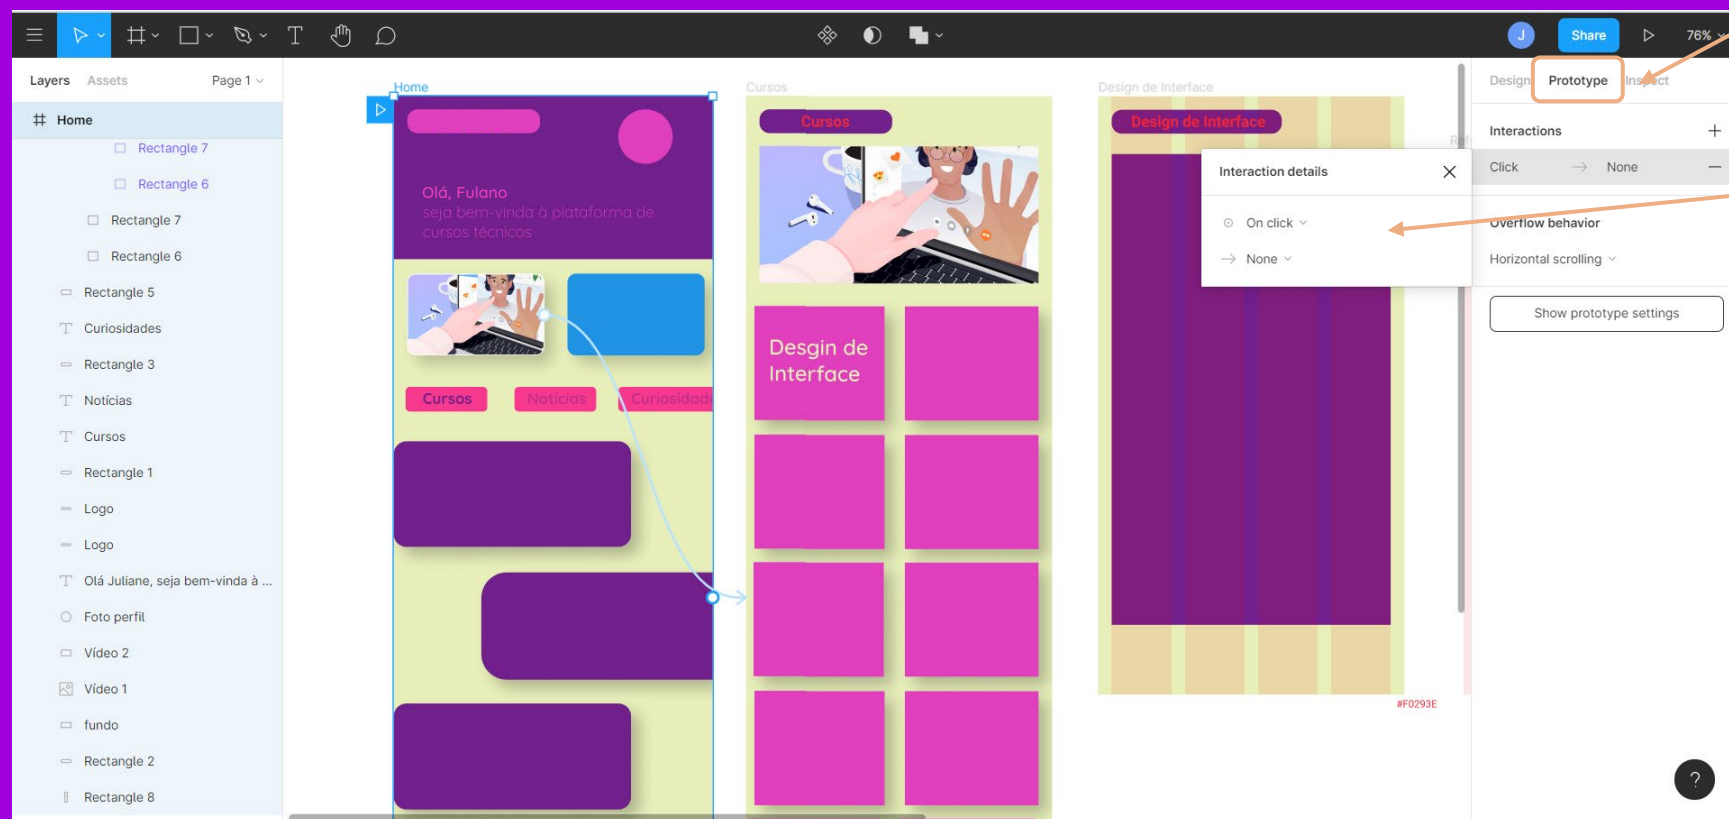 J
Share
76%
Layers
Assets
Page 1
Home
Rectangle 7
Rectangle 6
Rectangle 7
Rectangle 6
Rectangle 5
Curiosidades
Rectangle 3
Notícias
Cursos
Rectangle 1
Logo
Logo
Olá Juliane, seja bem-vinda à ...
Foto perfil
Vídeo 2
Vídeo 1
fundo
Rectangle 2
Rectangle 8
Home
Olá, Fulano
seja bem-vinda à plataforma de
cursos técnicos
Cursos
Notícias
Curiosidad
Cursos
Cursos
Desgin de
Interface
Design de Interface
Design de Interface
Ref
#F0293E
Interaction details
On click
None
Design
Prototype
Inspect
Interactions
Click
None
Overflow behavior
Horizontal scrolling
Show prototype settings
?